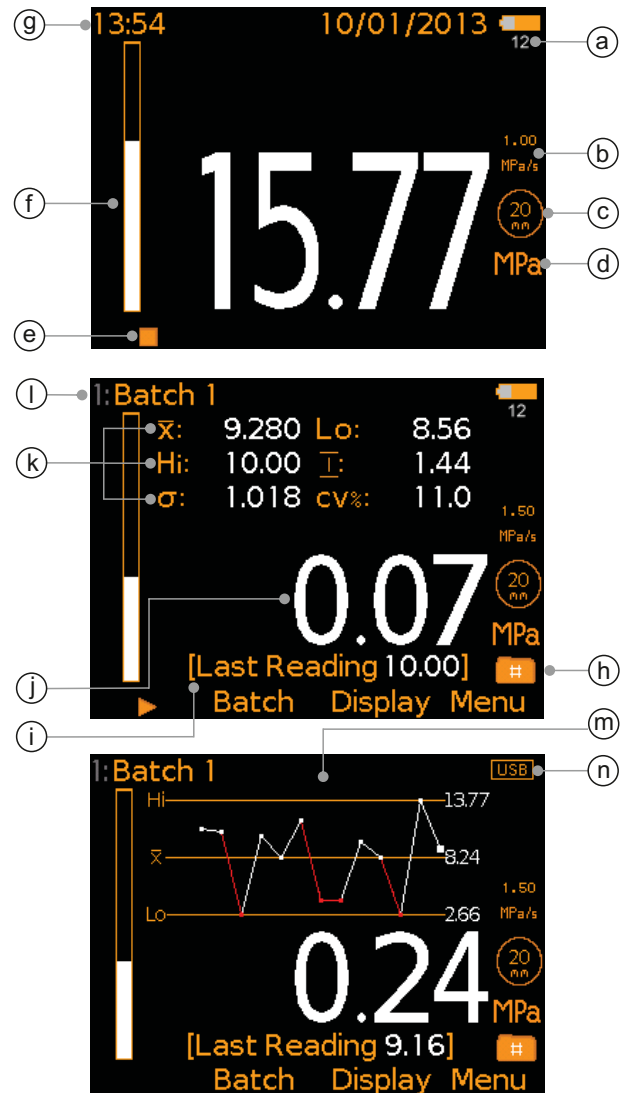 g 13:54 10/01/2013
12 a
1.00
MPa/s b
f 15.77 20 mm c
MPa d
e
l 1: Batch 1
12
x̄: 9.280 Lo: 8.56
k Hi: 10.00 I: 1.44
σ: 1.018 cv%: 11.0
1.50
MPa/s
0.07 20 mm
MPa
j [Last Reading 10.00] # h
i Batch Display Menu
m
1: Batch 1 USB n
Hi 13.77
x̄ 8.24
1.50
Lo 2.66 MPa/s
0.24 20 mm
MPa
[Last Reading 9.16] #
Batch Display Menu